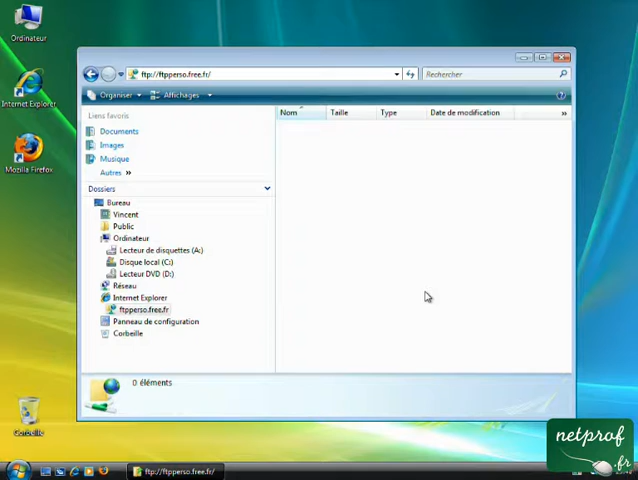 Ordinateur
Internet Explorer
Mozilla Firefox
Corbeille
ftp://ftpperso.free.fr/
Rechercher
Organiser
Affichages
Liens favoris
Documents
Images
Musique
Autres »
Dossiers
Bureau
Vincent
Public
Ordinateur
Lecteur de disquettes (A:)
Disque local (C:)
Lecteur DVD (D:)
Réseau
Internet Explorer
ftpperso.free.fr
Panneau de configuration
Corbeille
Nom Taille Type Date de modification »
0 éléments
ftp://ftpperso.free.fr/
netprof
.fr